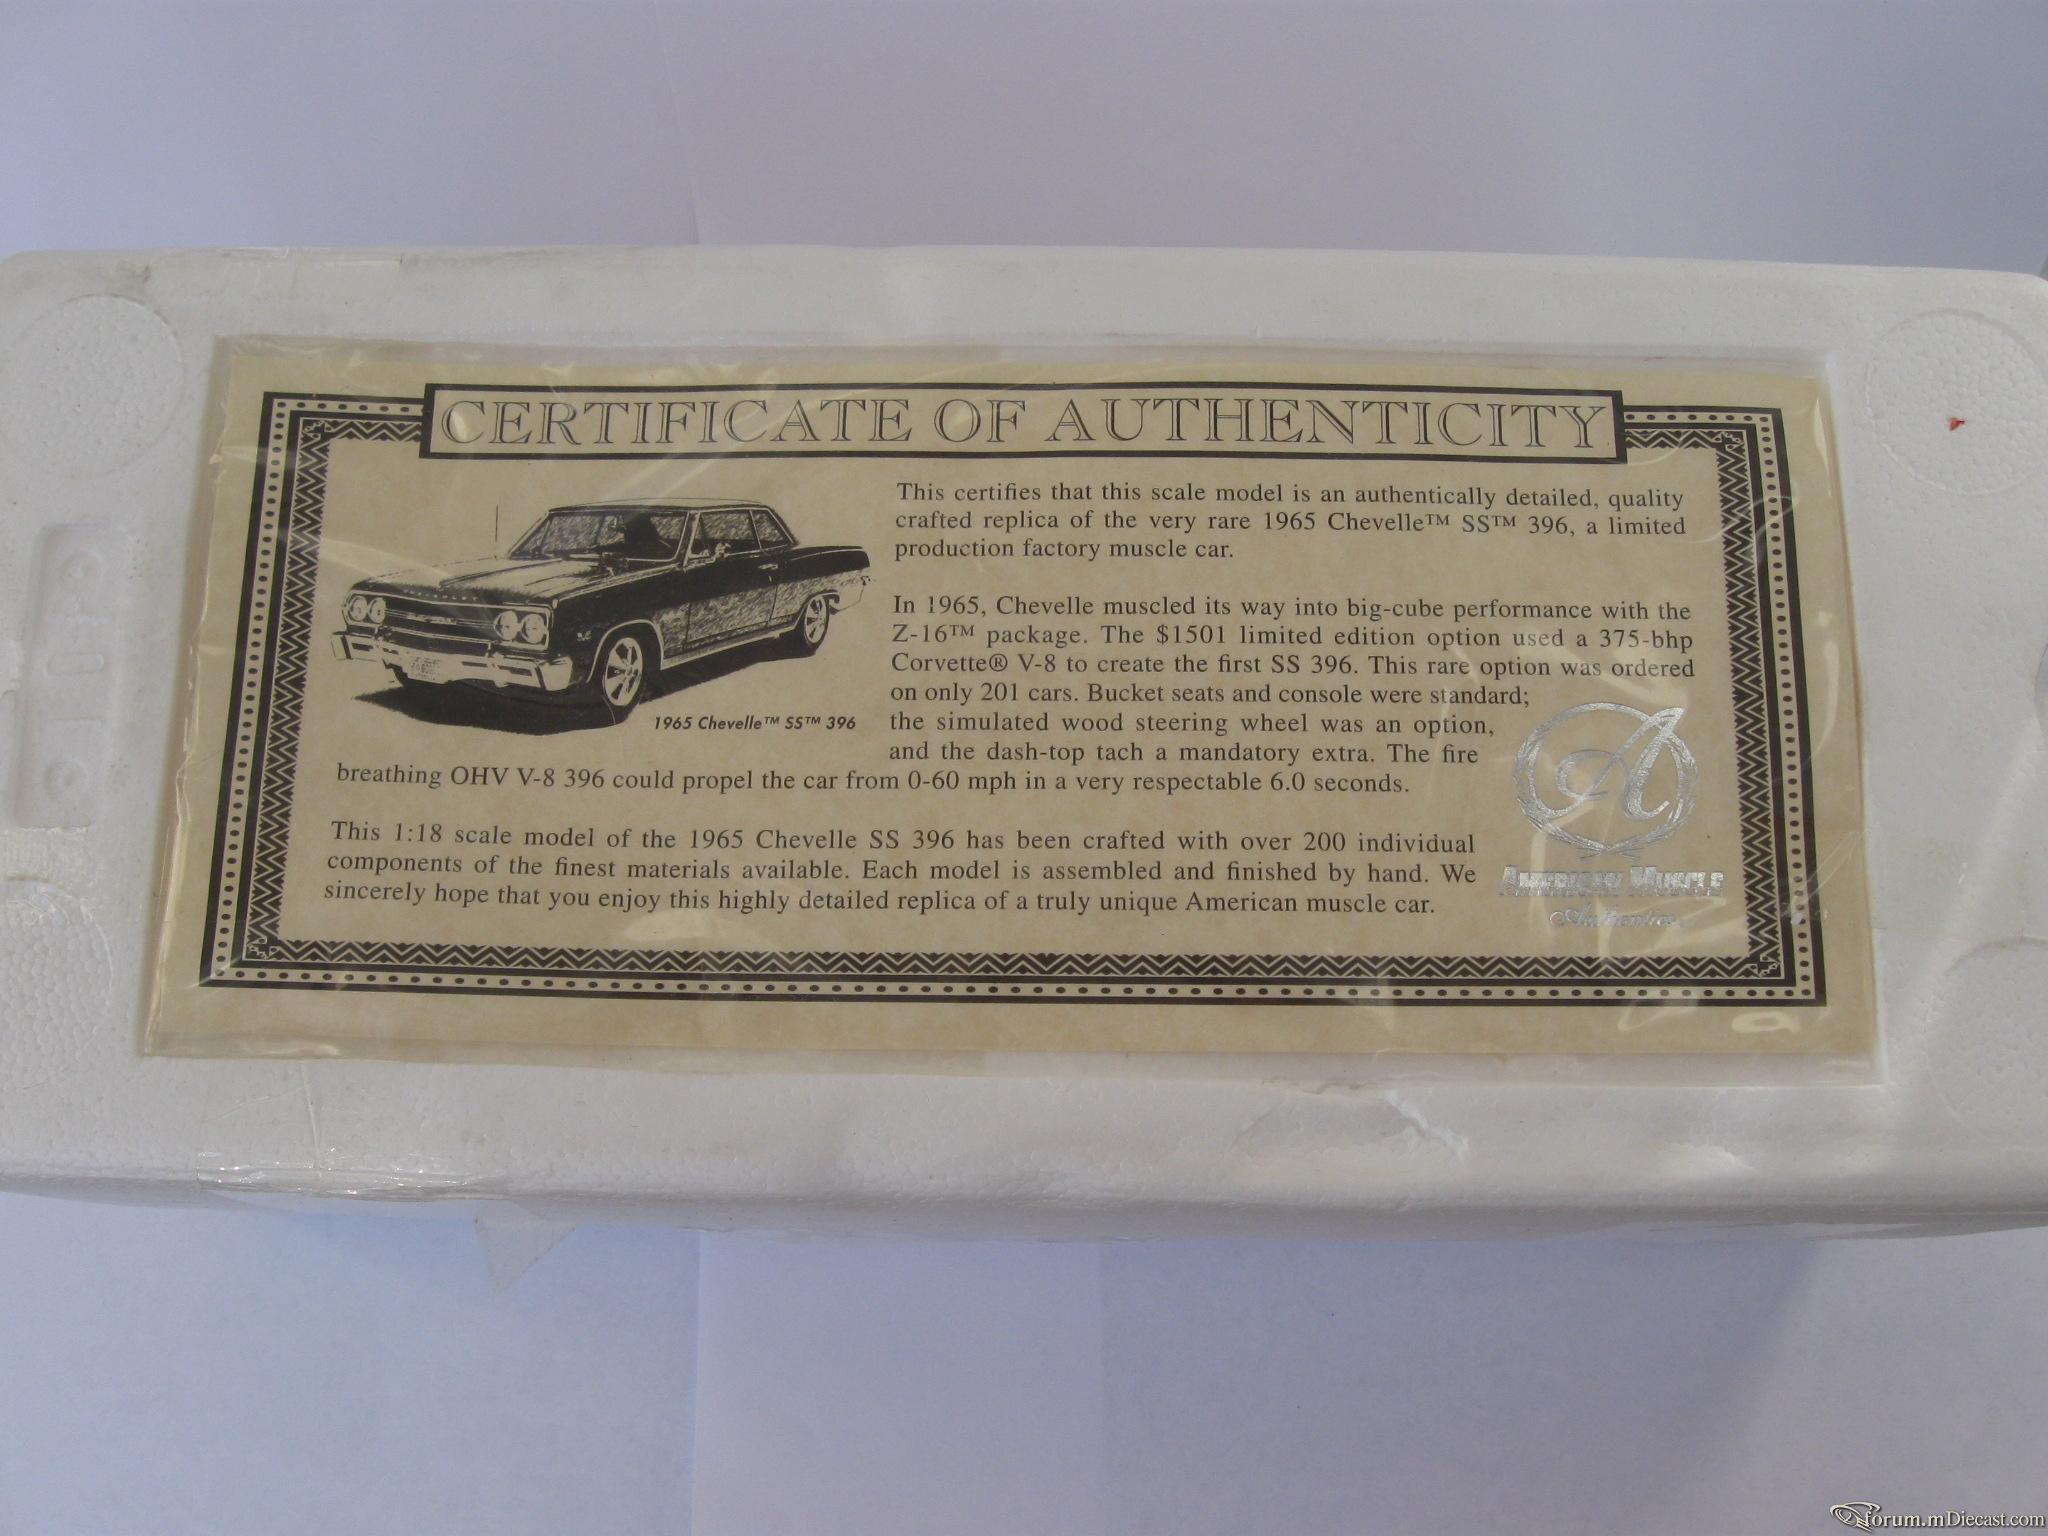 CERTIFICATE OF AUTHENTICITY
This certifies that this scale model is an authentically detailed, quality
crafted replica of the very rare 1965 Chevelle™ SS™ 396, a limited
production factory muscle car.
In 1965, Chevelle muscled its way into big-cube performance with the
Z-16™ package. The $1501 limited edition option used a 375-bhp
Corvette® V-8 to create the first SS 396. This rare option was ordered
on only 201 cars. Bucket seats and console were standard;
the simulated wood steering wheel was an option,
and the dash-top tach a mandatory extra. The fire
breathing OHV V-8 396 could propel the car from 0-60 mph in a very respectable 6.0 seconds.
1965 Chevelle™ SS™ 396
This 1:18 scale model of the 1965 Chevelle SS 396 has been crafted with over 200 individual
components of the finest materials available. Each model is assembled and finished by hand. We
sincerely hope that you enjoy this highly detailed replica of a truly unique American muscle car.
A
AMERICAN MUSCLE
Authentics
forum.mDiecast.com